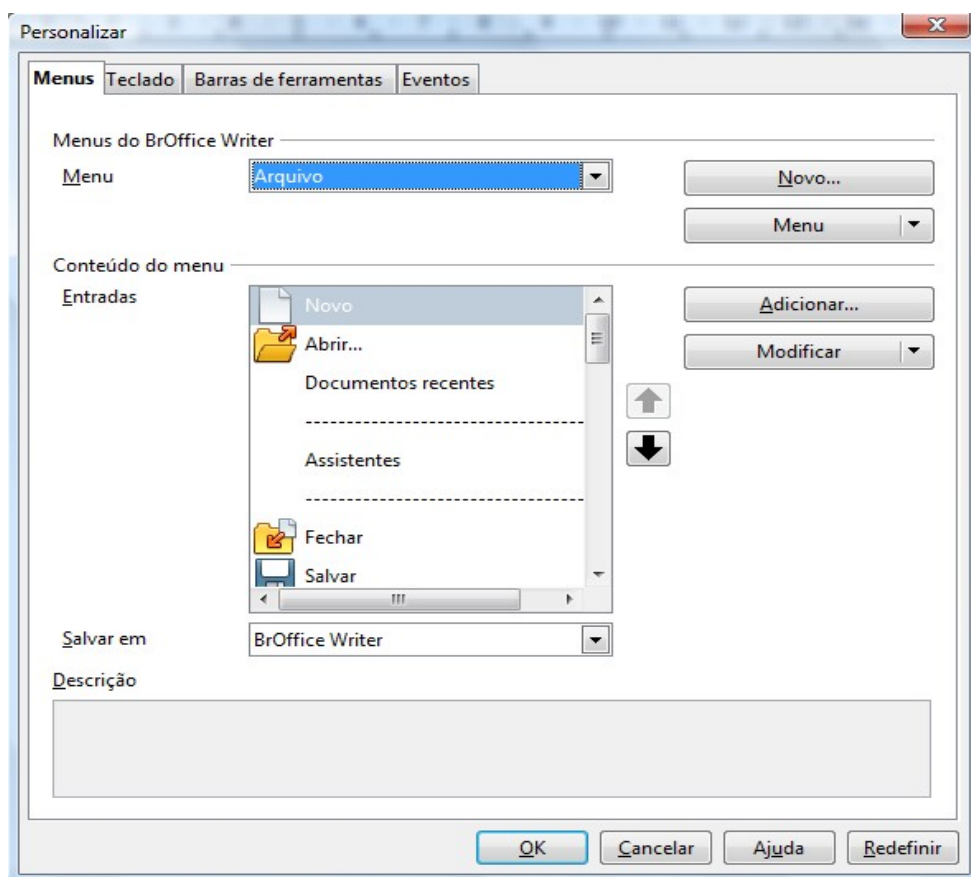 Personalizar
Menus Teclado Barras de ferramentas Eventos
Menus do BrOffice Writer
Menu Arquivo Novo...
Menu
Conteúdo do menu
Entradas Novo Adicionar...
Abrir... Modificar
Documentos recentes
Assistentes
Fechar
Salvar
Salvar em BrOffice Writer
Descrição
OK Cancelar Ajuda Redefinir